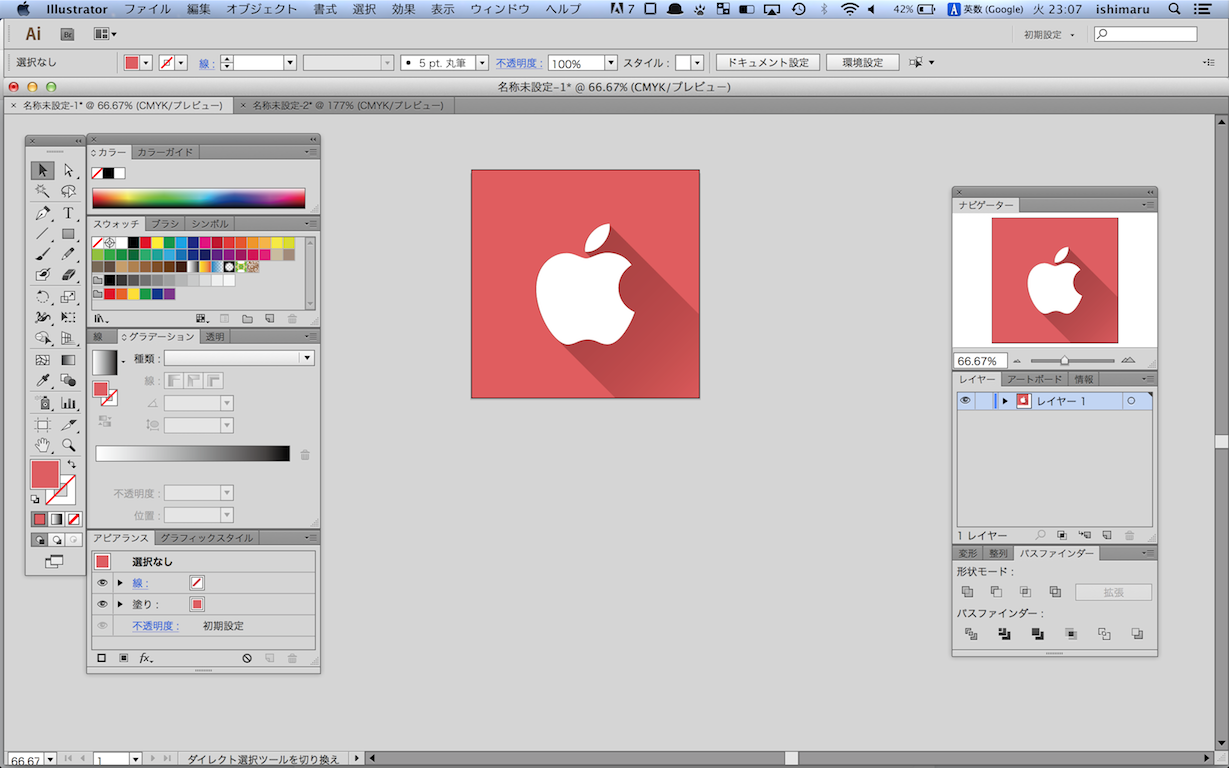 Illustrator ファイル 編集 オブジェクト 書式 選択 効果 表示 ウィンドウ ヘルプ 7 42% A 英数 (Google) 火 23:07 ishimaru
Ai Br 初期設定
選択なし 線 : 5 pt. 丸筆 不透明度 : 100% スタイル : ドキュメント設定 環境設定
名称未設定-1* @ 66.67% (CMYK/プレビュー)
× 名称未設定-1* @ 66.67% (CMYK/プレビュー) × 名称未設定-2* @ 177% (CMYK/プレビュー)
カラー カラーガイド
スウォッチ ブラシ シンボル
線 グラデーション 透明
種類 :
線 :
不透明度 :
位置 :
アピアランス グラフィックスタイル
選択なし
線 :
塗り :
不透明度 : 初期設定
fx.
T
ナビゲーター
66.67%
レイヤー アートボード 情報
レイヤー 1
1 レイヤー
変形 整列 パスファインダー
形状モード :
拡張
パスファインダー :
66.67 1 ダイレクト選択ツールを切り換え